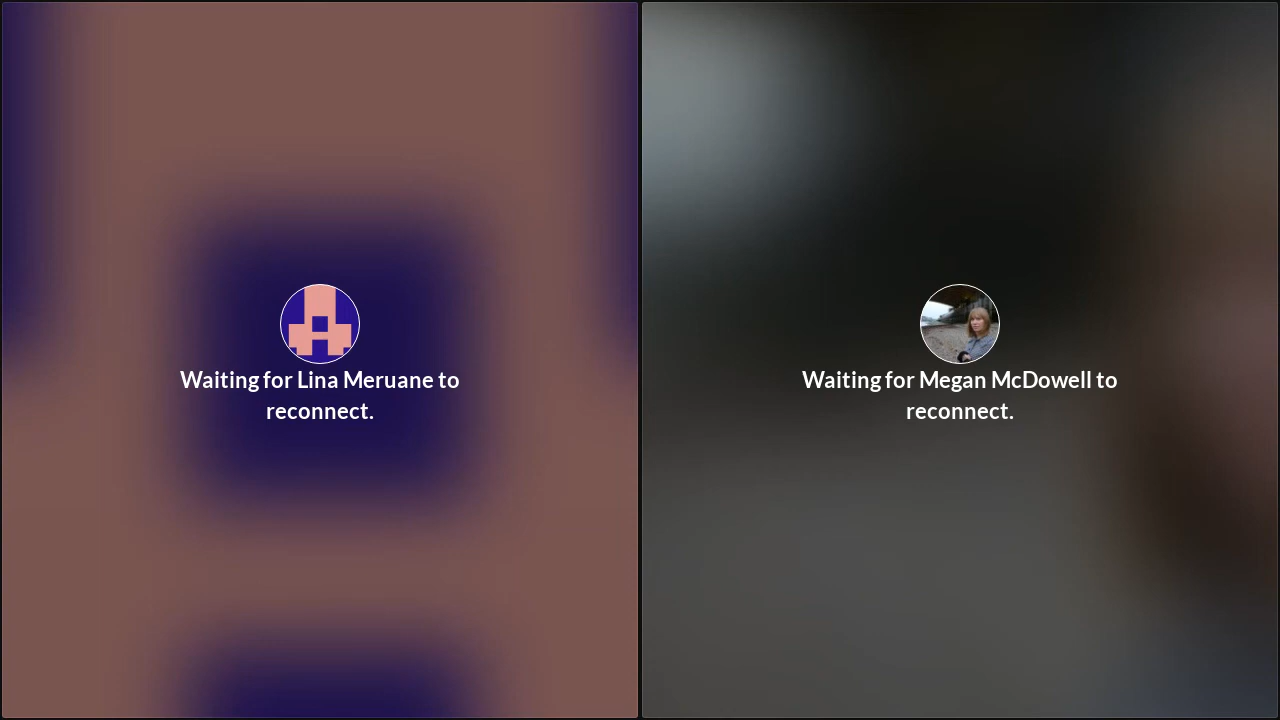 Waiting for Lina Meruane to
reconnect.
Waiting for Megan McDowell to
reconnect.